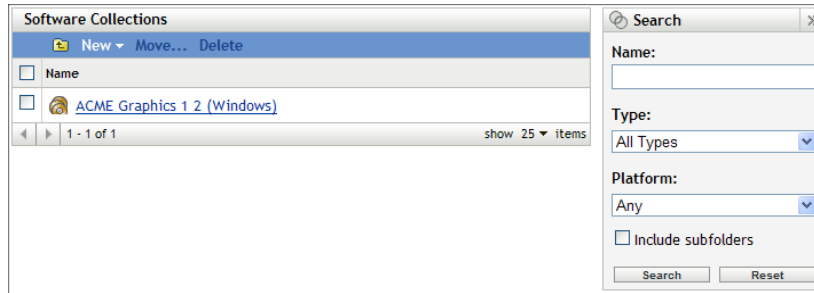 Software Collections
New Move... Delete
Name
ACME Graphics 1 2 (Windows)
1 - 1 of 1 show 25 items
Search
Name:
Type:
All Types
Platform:
Any
Include subfolders
Search Reset